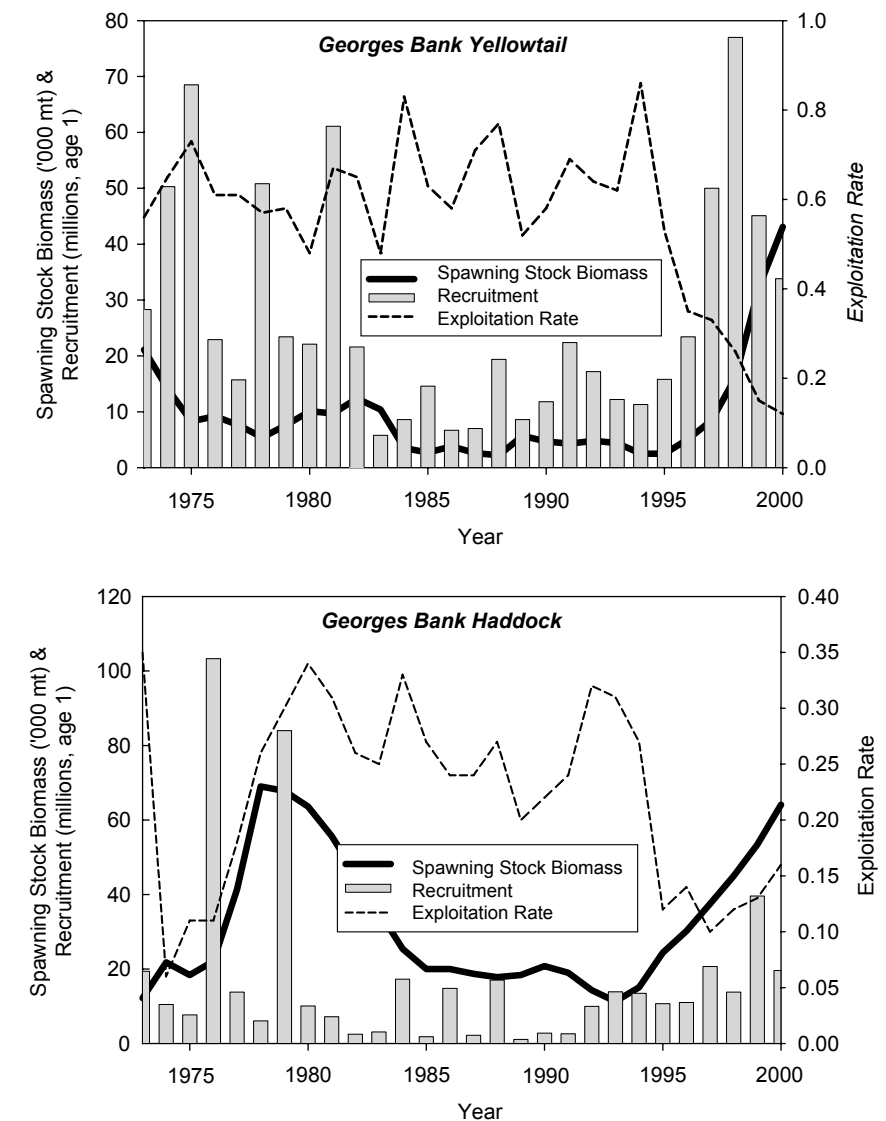 Georges Bank Yellowtail
Spawning Stock Biomass ('000 mt) &
Recruitment (millions, age 1)
80
70
60
50
40
30
20
10
0
1.0
0.8
0.6
0.4
0.2
0.0
Exploitation Rate
Spawning Stock Biomass
Recruitment
Exploitation Rate
1975 1980 1985 1990 1995 2000
Year
Georges Bank Haddock
Spawning Stock Biomass ('000 mt) &
Recruitment (millions, age 1)
120
100
80
60
40
20
0
0.40
0.35
0.30
0.25
0.20
0.15
0.10
0.05
0.00
Exploitation Rate
Spawning Stock Biomass
Recruitment
Exploitation Rate
1975 1980 1985 1990 1995 2000
Year